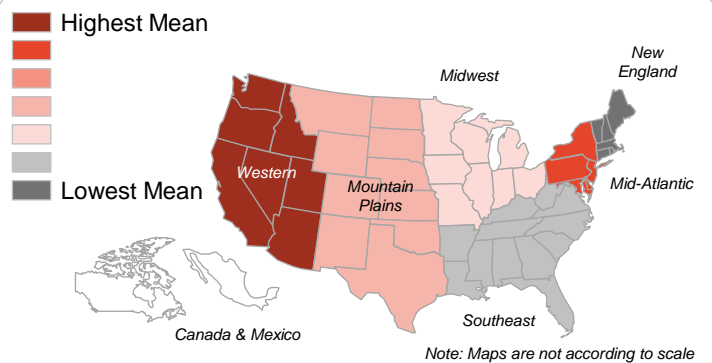 Highest Mean
New
England
Midwest
Western
Mountain
Plains
Lowest Mean
Mid-Atlantic
Southeast
Canada & Mexico
Note: Maps are not according to scale